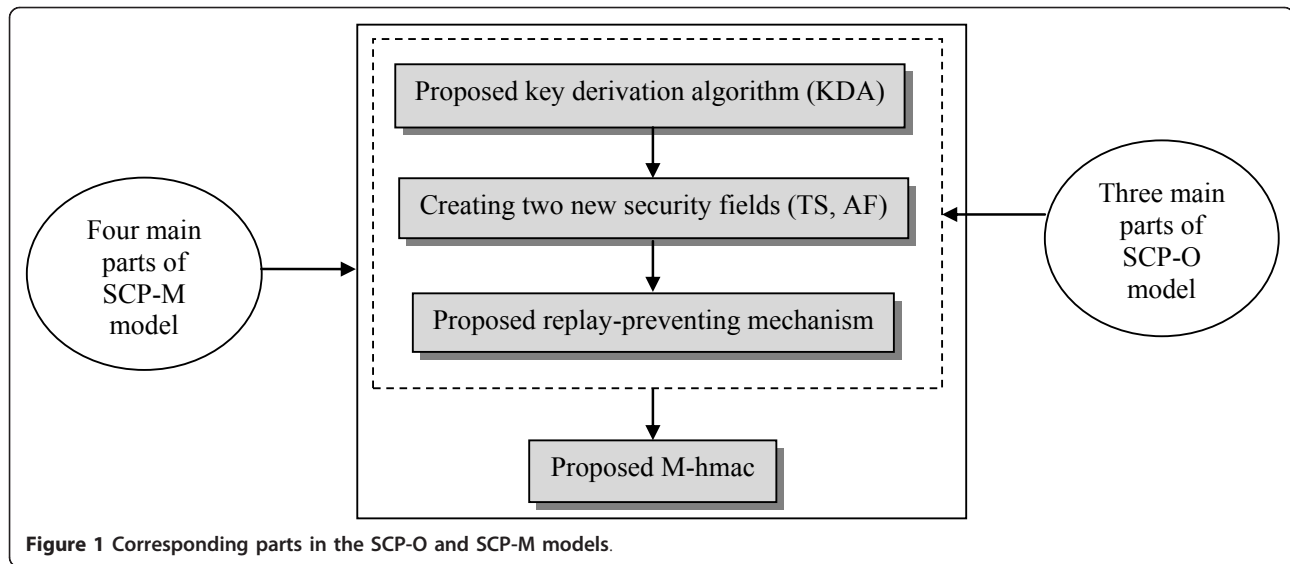 Proposed key derivation algorithm (KDA)
Creating two new security fields (TS, AF)
Proposed replay-preventing mechanism
Proposed M-hmac
Four main
parts of
SCP-M
model
Three main
parts of
SCP-O
model
Figure 1 Corresponding parts in the SCP-O and SCP-M models.